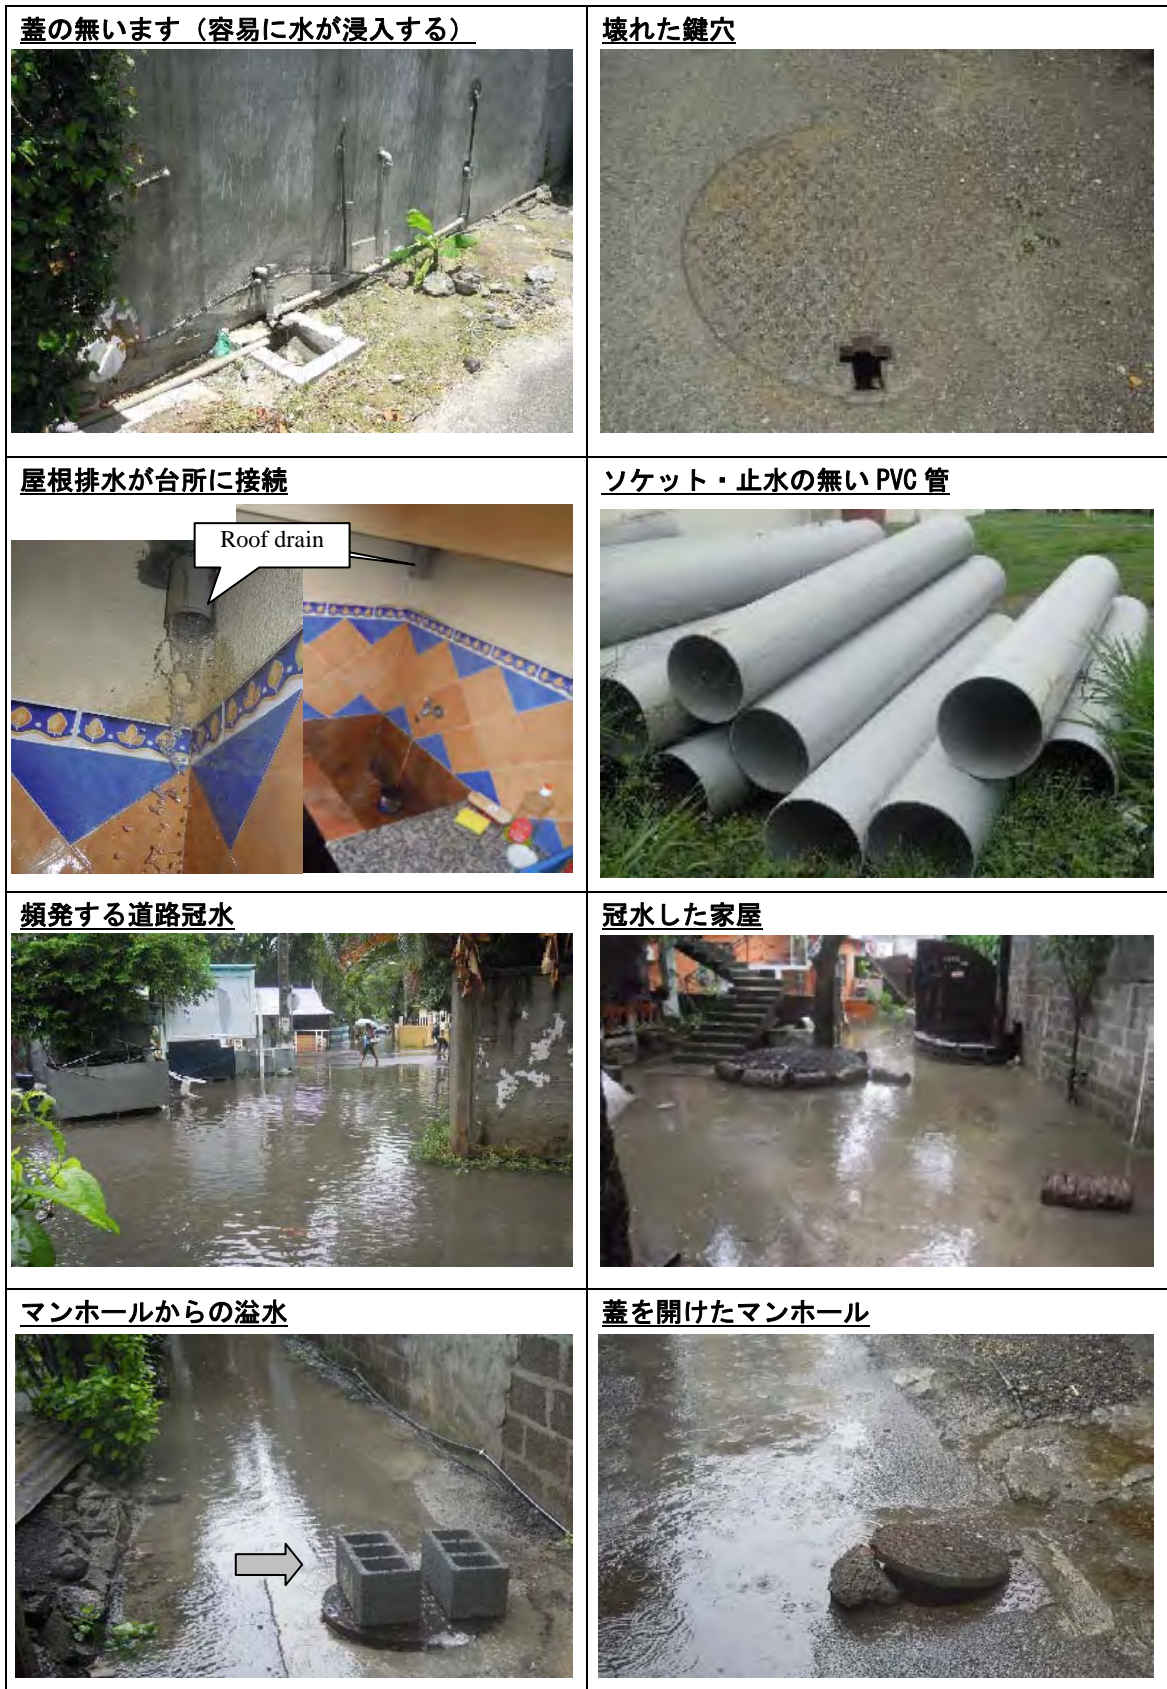 蓋の無います（容易に水が浸入する）
壊れた鍵穴
屋根排水が台所に接続
ソケット・止水の無い PVC 管
Roof drain
頻発する道路冠水
冠水した家屋
マンホールからの溢水
蓋を開けたマンホール